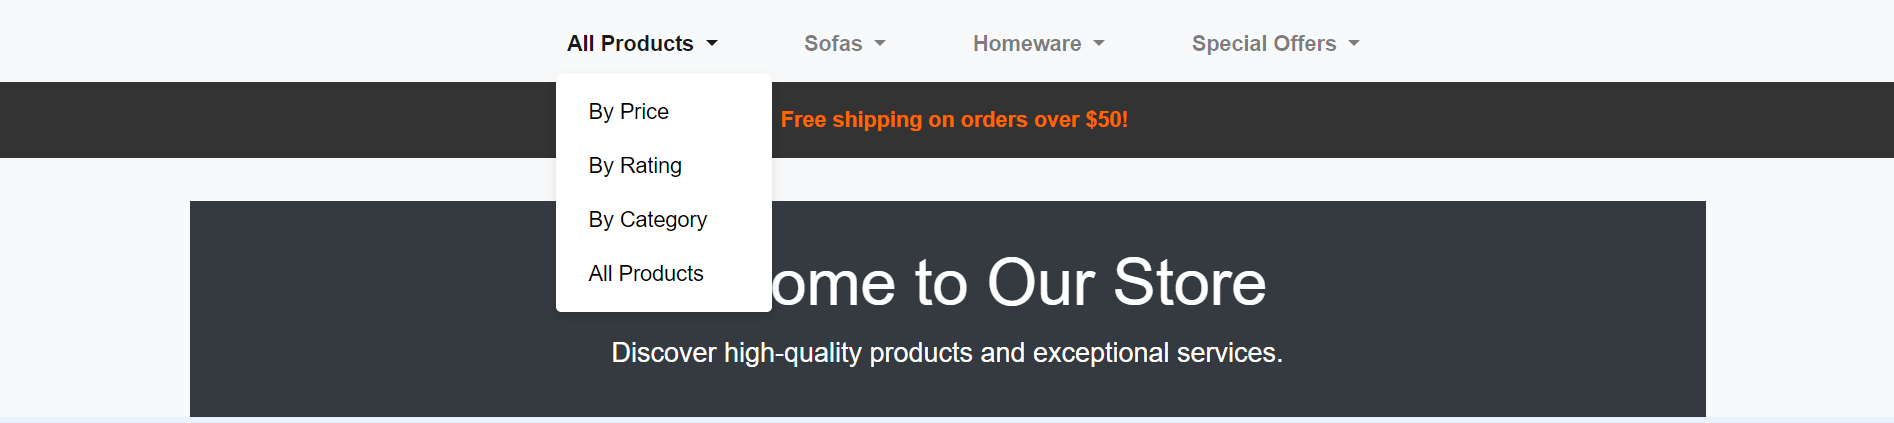 All Products Sofas Homeware Special Offers
By Price
Free shipping on orders over $50!
By Rating
By Category
All Products
ome to Our Store
Discover high-quality products and exceptional services.